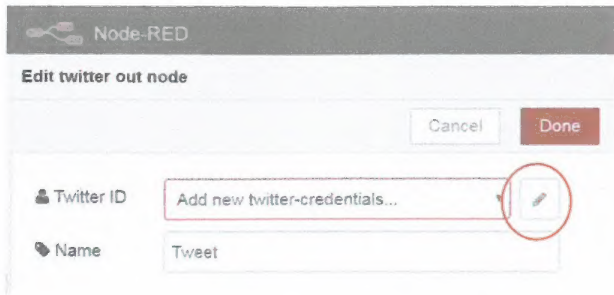 Node-RED
Edit twitter out node
Cancel Done
Twitter ID Add new twitter-credentials...
Name Tweet